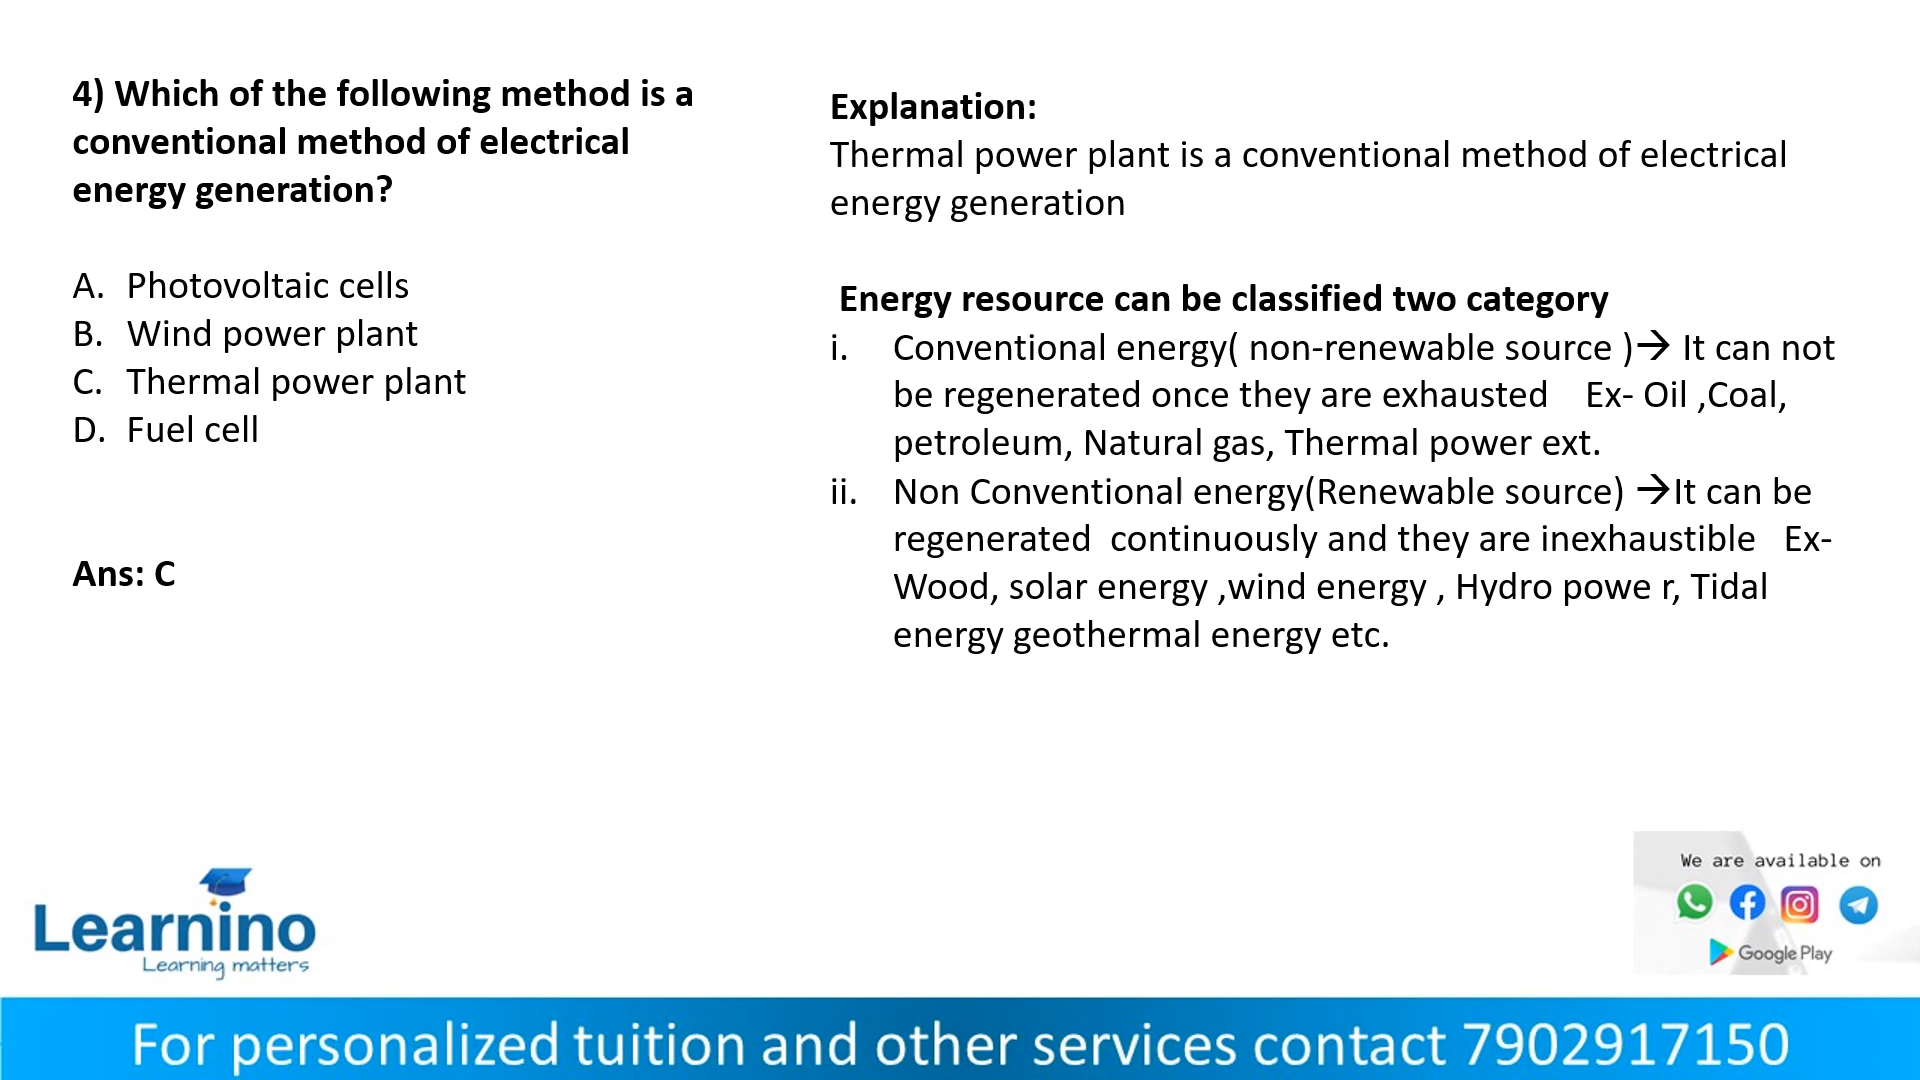 4) Which of the following method is a
conventional method of electrical
energy generation?
A. Photovoltaic cells
B. Wind power plant
C. Thermal power plant
D. Fuel cell
Ans: C
Explanation:
Thermal power plant is a conventional method of electrical
energy generation
Energy resource can be classified two category
i. Conventional energy( non-renewable source )→ It can not
be regenerated once they are exhausted Ex- Oil ,Coal,
petroleum, Natural gas, Thermal power ext.
ii. Non Conventional energy(Renewable source) →It can be
regenerated continuously and they are inexhaustible Ex-
Wood, solar energy ,wind energy , Hydro powe r, Tidal
energy geothermal energy etc.
Learnino
Learning matters
We are available on
Google Play
For personalized tuition and other services contact 7902917150